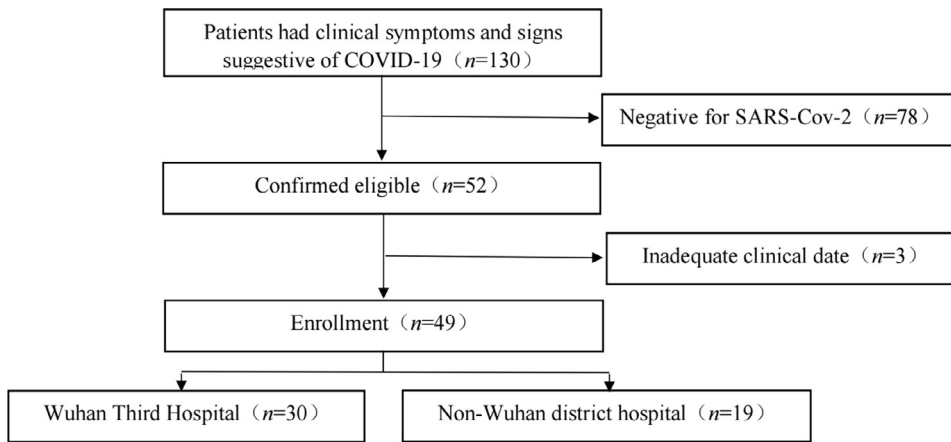 Patients had clinical symptoms and signs
suggestive of COVID-19（n=130）
Negative for SARS-Cov-2（n=78）
Confirmed eligible（n=52）
Inadequate clinical date（n=3）
Enrollment（n=49）
Wuhan Third Hospital（n=30）
Non-Wuhan district hospital（n=19）